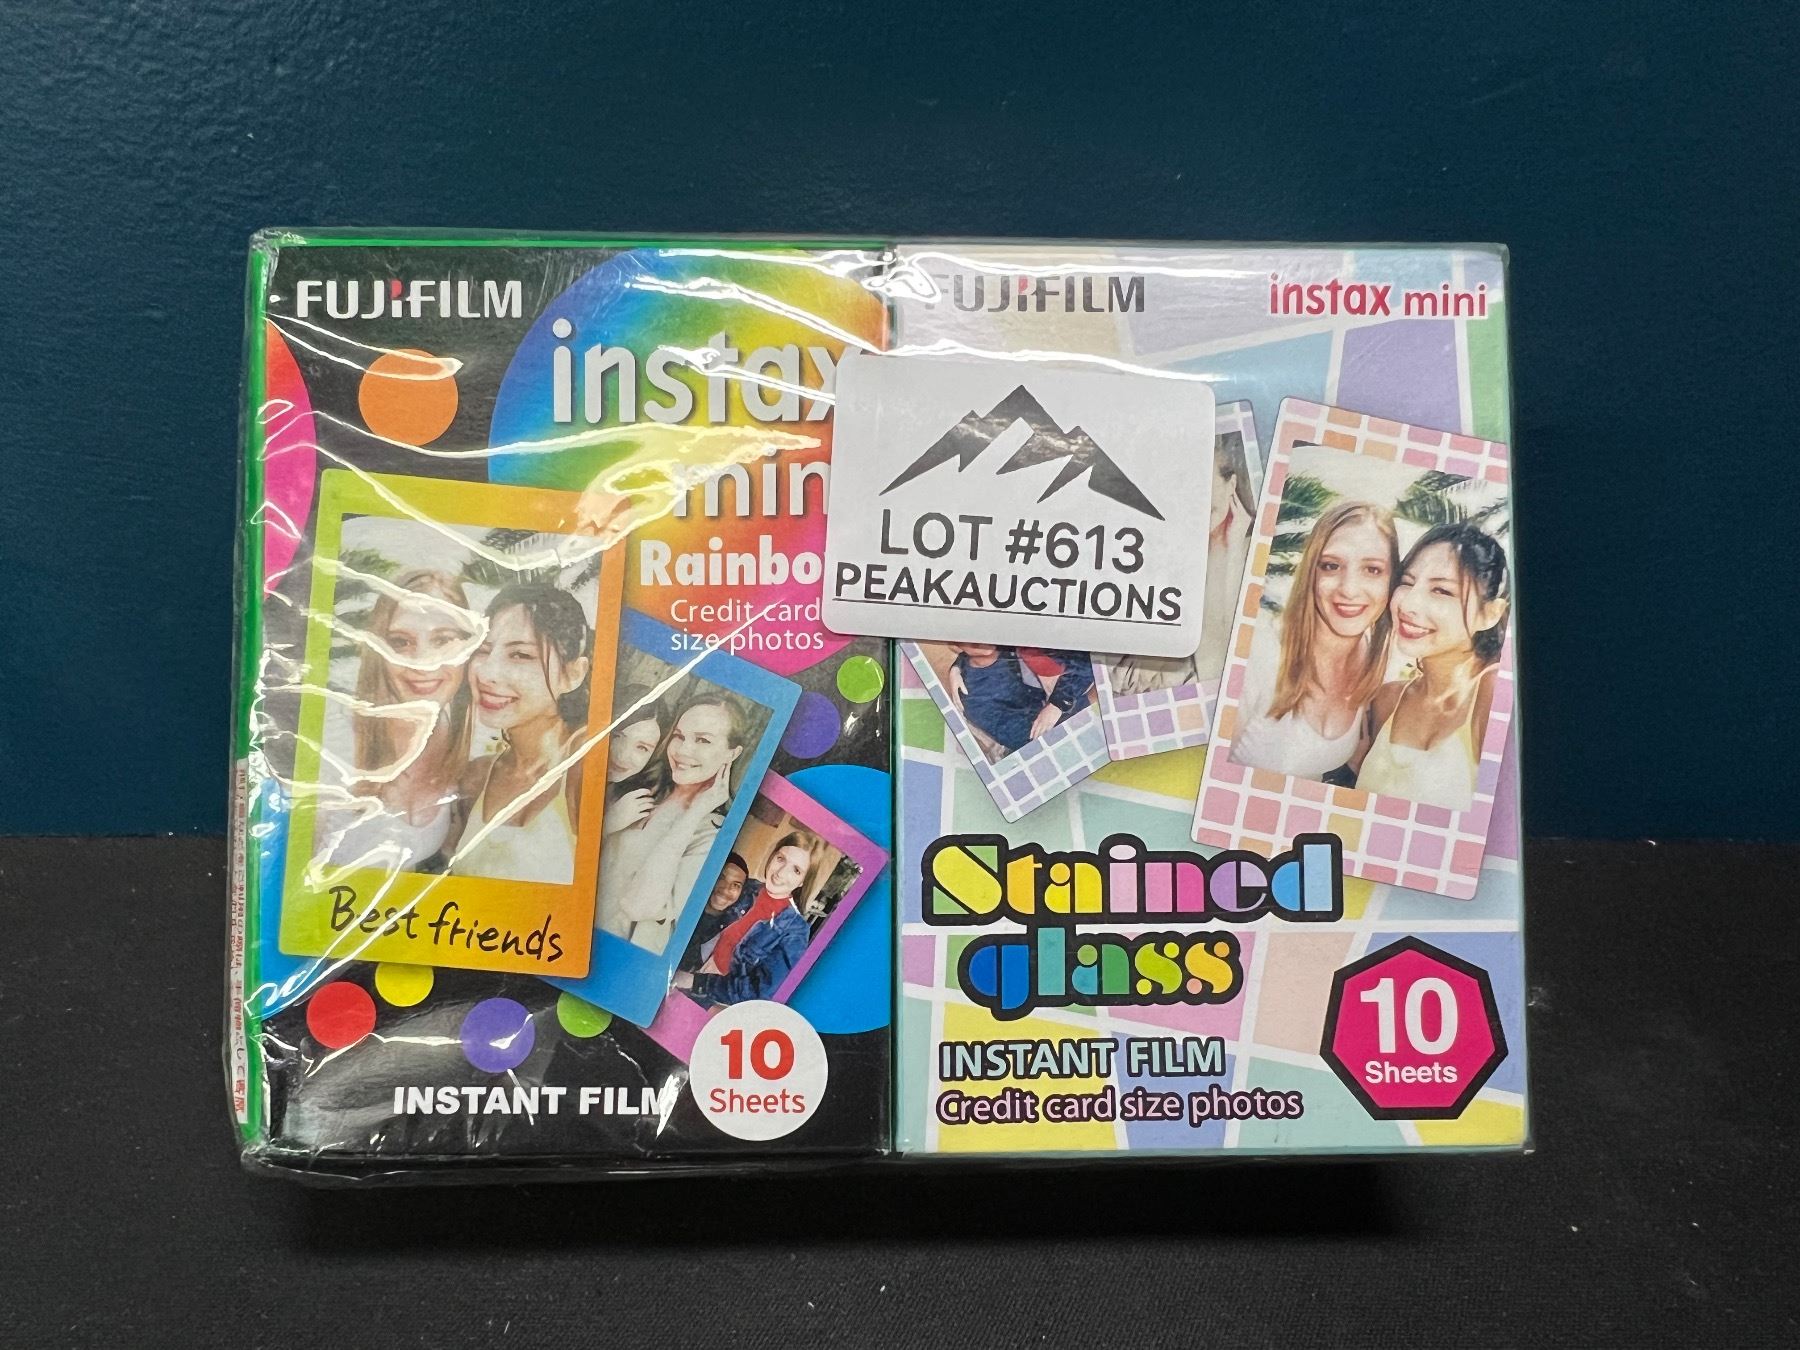 FUJIFILM
instax
min
Rainbo
Credit card
size photos
Best friends
INSTANT FILM
10
Sheets
LOT #613
PEAKAUCTIONS
FUJIFILM
instax mini
Stained
glass
INSTANT FILM
Credit card size photos
10
Sheets